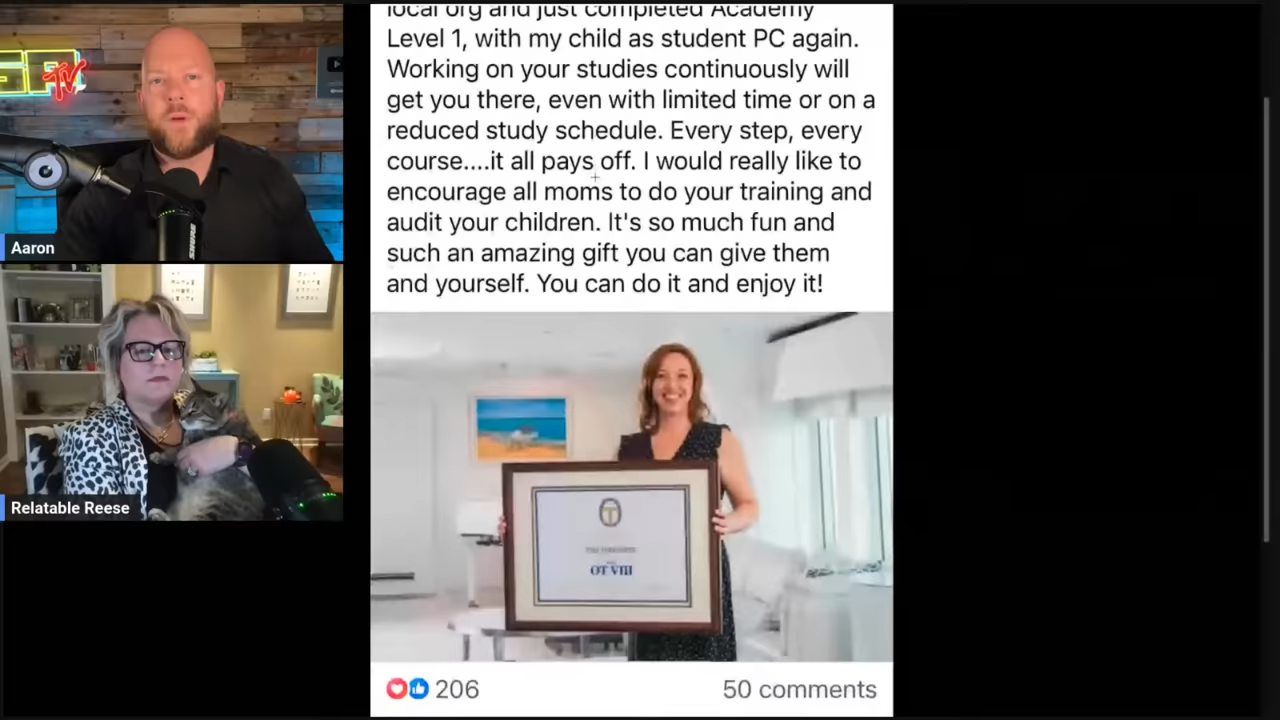 local org and just completed Academy
Level 1, with my child as student PC again.
Working on your studies continuously will
get you there, even with limited time or on a
reduced study schedule. Every step, every
course....it all pays off. I would really like to
encourage all moms to do your training and
audit your children. It's so much fun and
such an amazing gift you can give them
and yourself. You can do it and enjoy it!
OT VIII
206
50 comments
TV
SHURE
Aaron
Relatable Reese